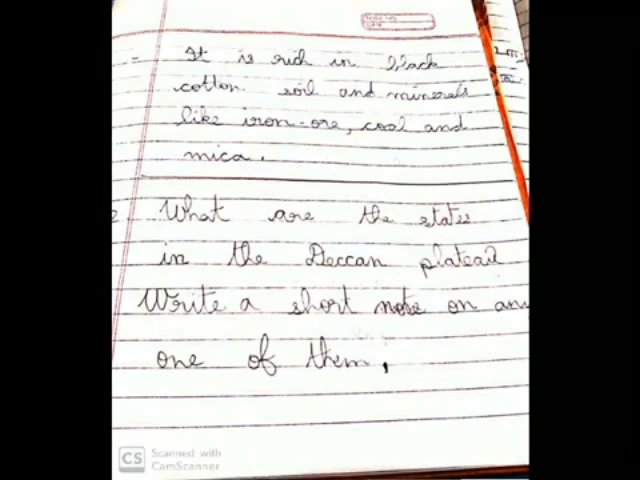 - It is rich in black
cotton soil and minerals
like iron-ore, coal and
mica.
What are the states
in the Deccan plateau
Write a short note on
one of them,
CS Scanned with
CamScanner